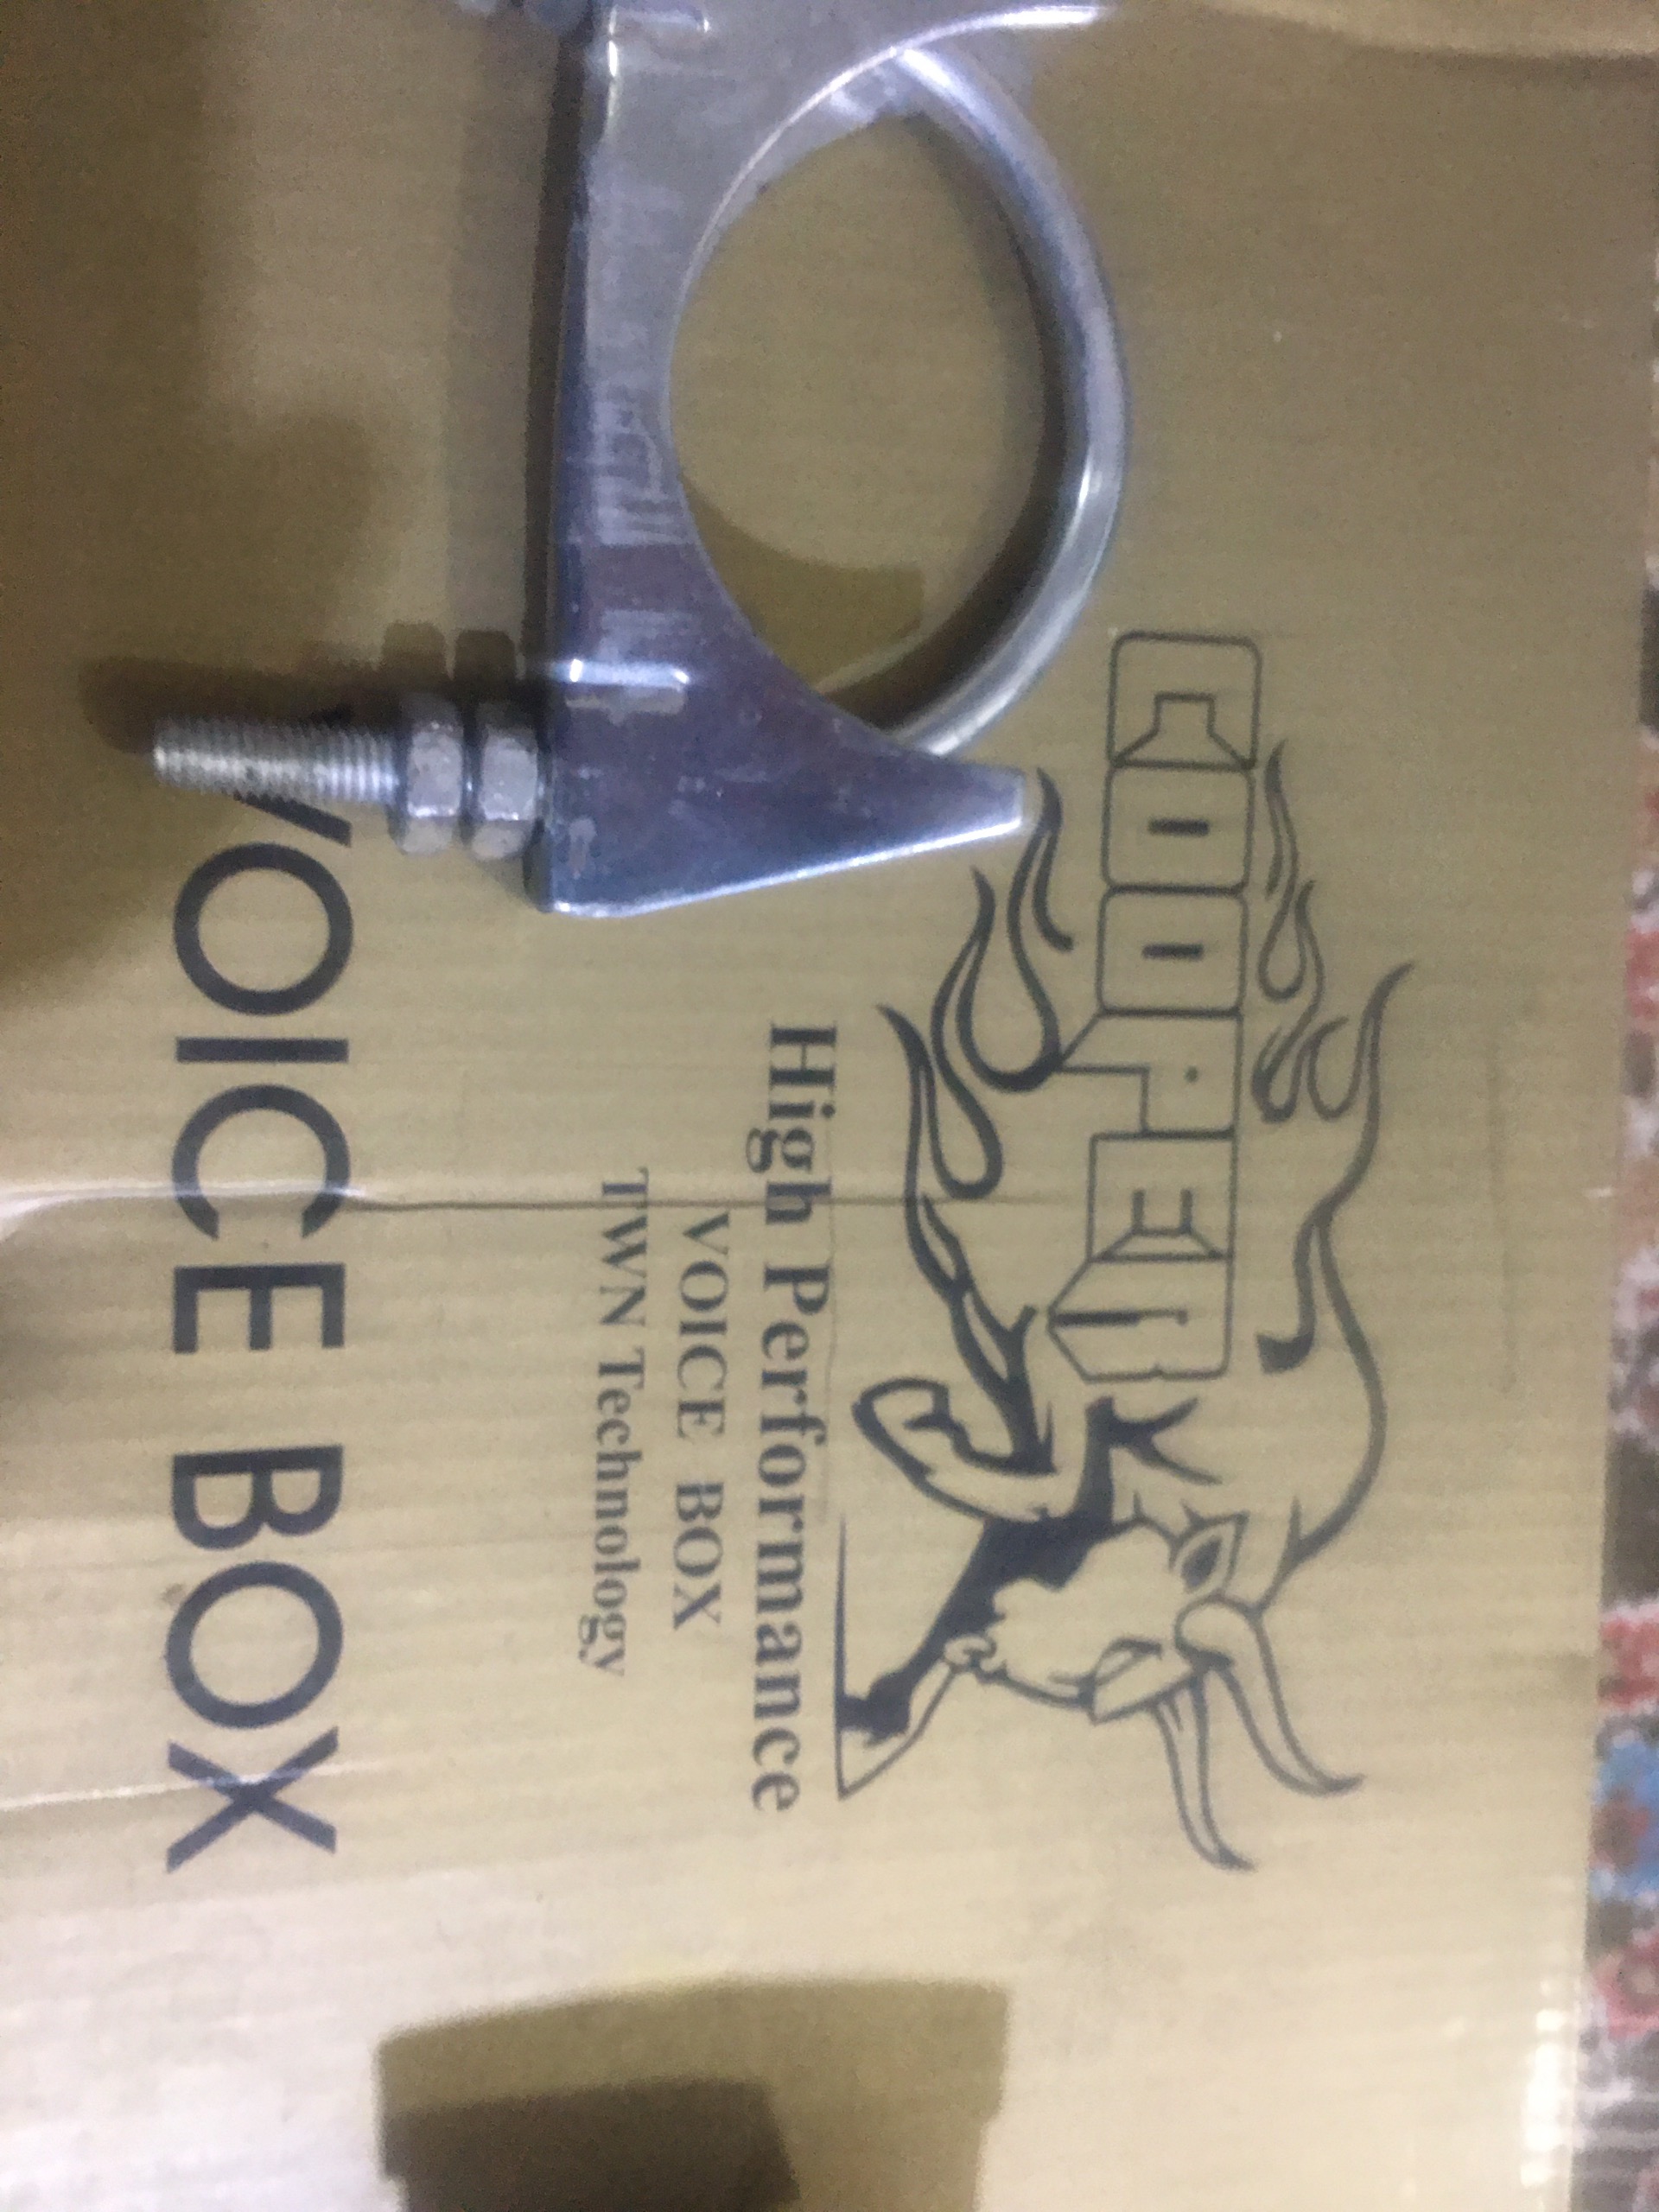 COOPER
High Performance
VOICE BOX
TWN Technology
VOICE BOX